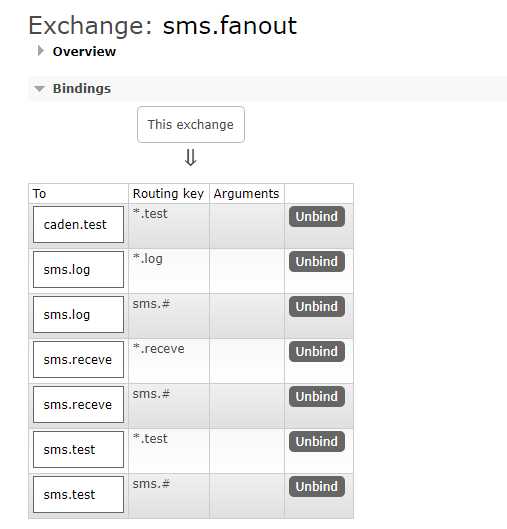 Exchange: sms.fanout
Overview
Bindings
This exchange
⇓
To Routing key Arguments
caden.test *.test Unbind
sms.log *.log Unbind
sms.log sms.# Unbind
sms.receve *.receve Unbind
sms.receve sms.# Unbind
sms.test *.test Unbind
sms.test sms.# Unbind